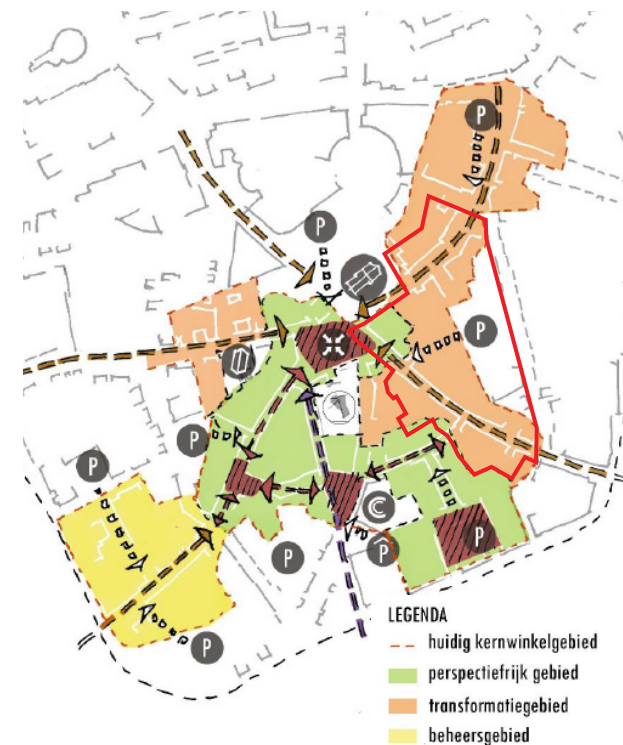 P
P
P
P
P
C
P
P
P
P
LEGENDA
huidig kernwinkelgebied
perspectiefrijk gebied
transformatiegebied
beheersgebied